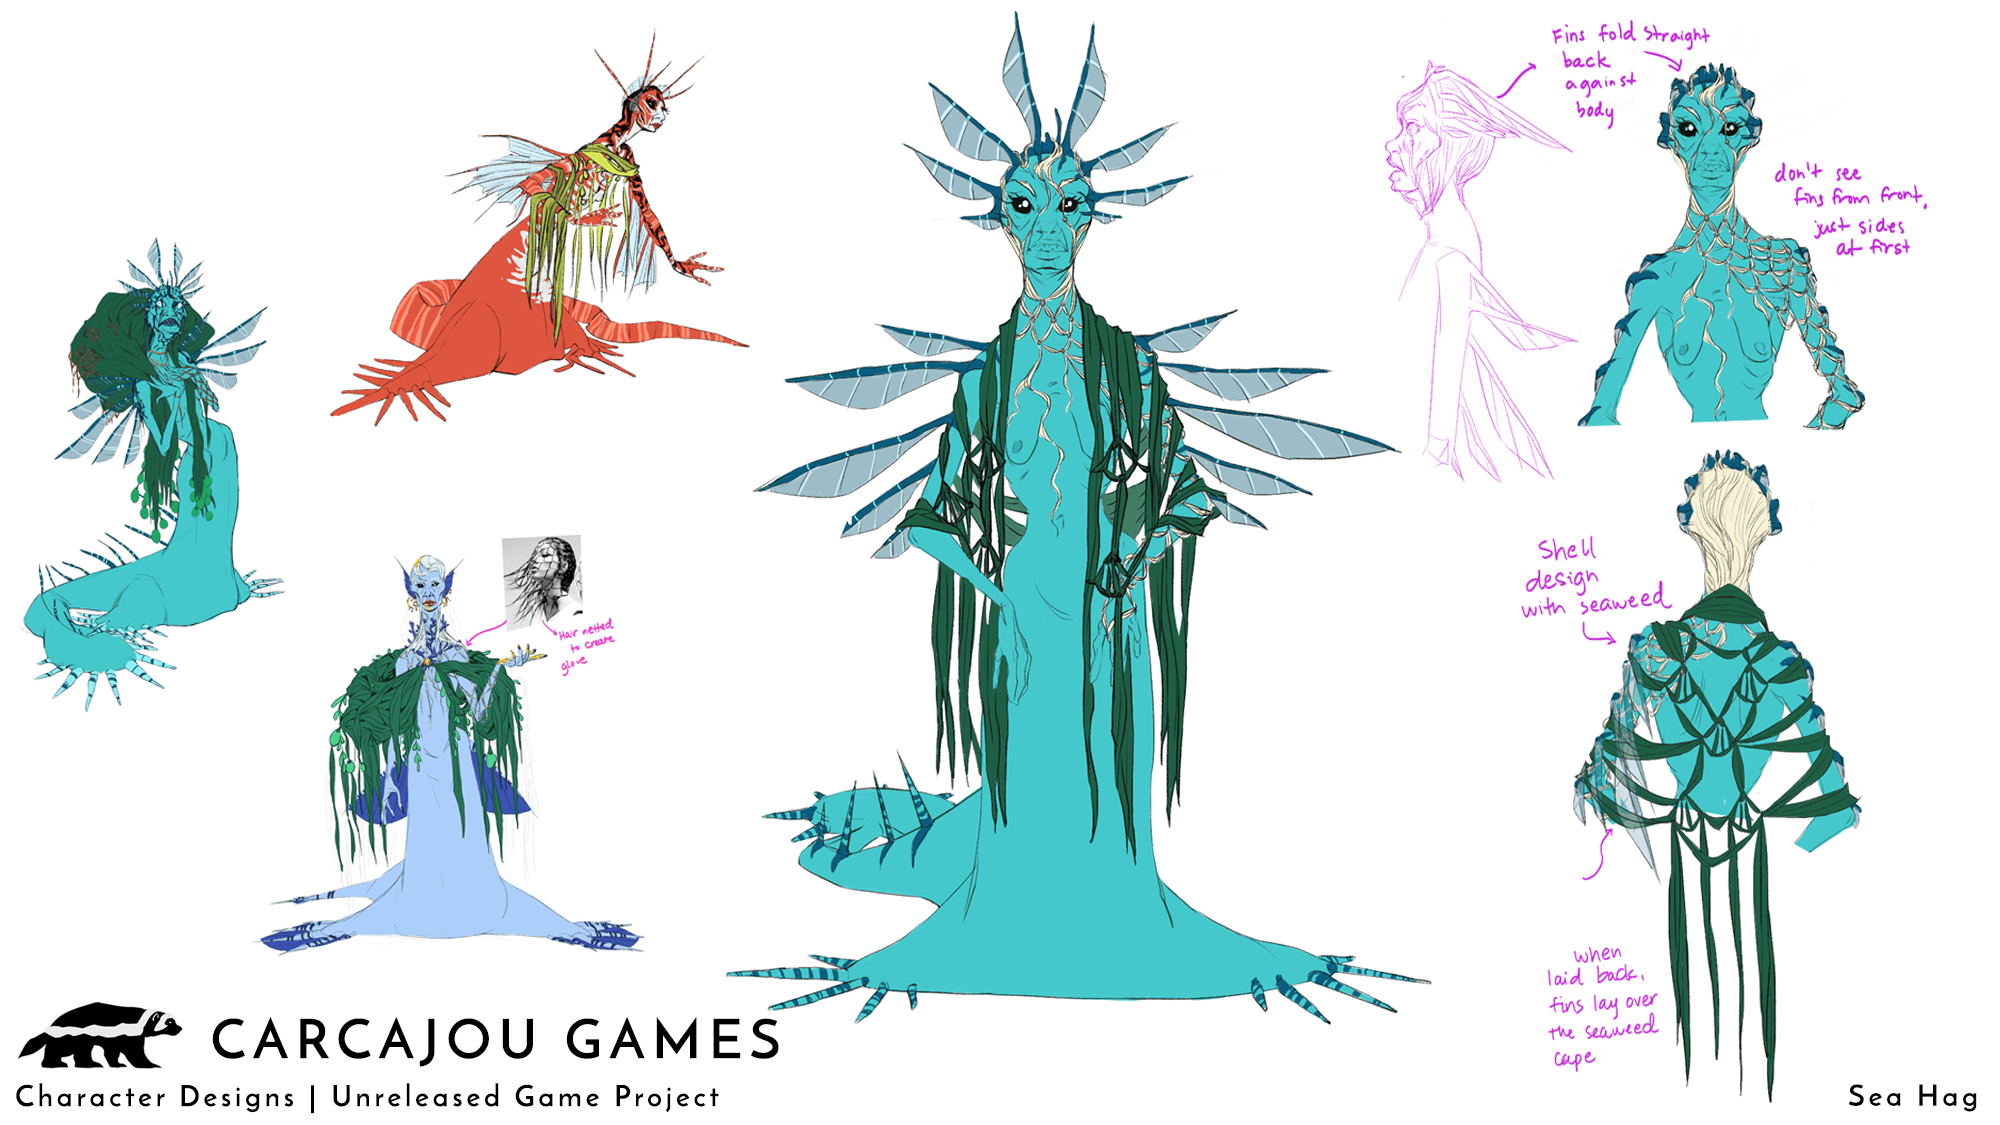 Fins fold straight
back
against
body
don't see
fins from front,
just sides
at first
Hair netted
to create
glove
Shell
design
with seaweed
when
laid back,
fins lay over
the seaweed
cape
CARCAJOU GAMES
Character Designs | Unreleased Game Project
Sea Hag